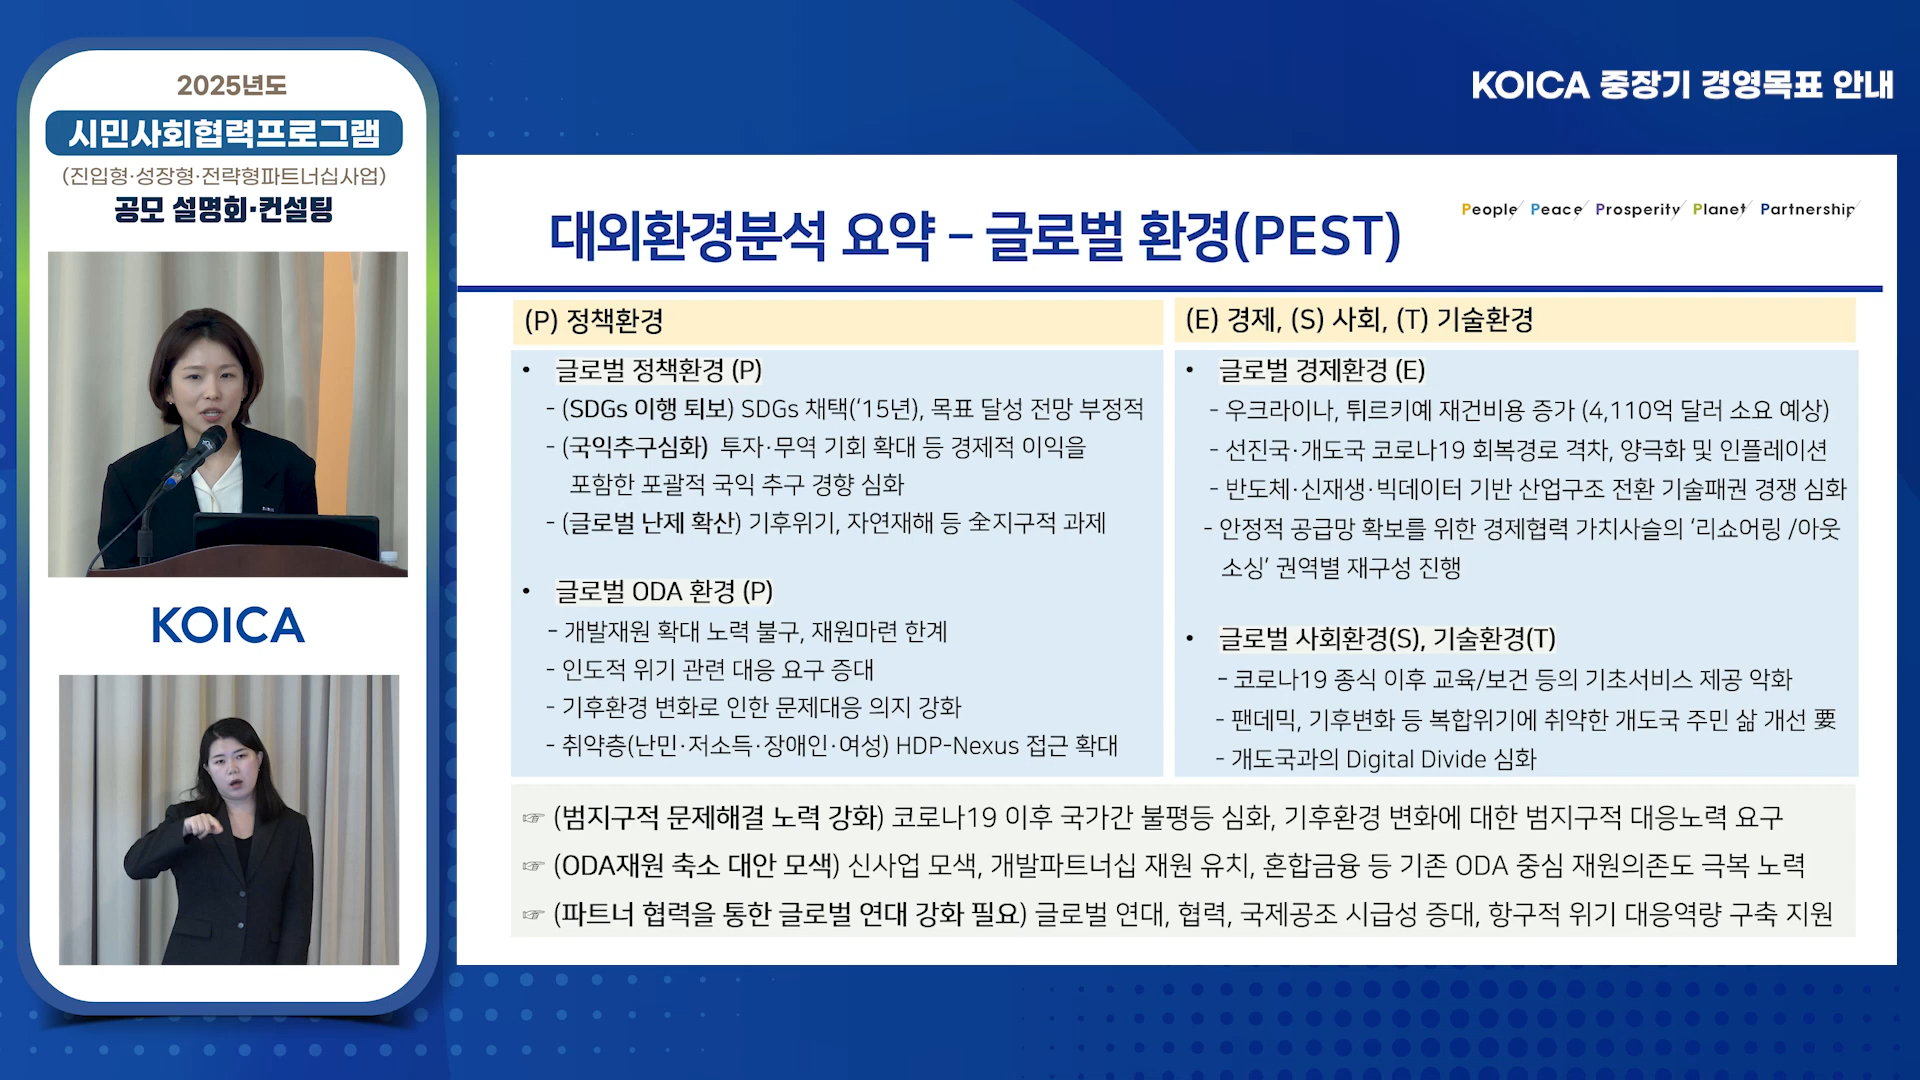 2025년도
시민사회협력프로그램
(진입형·성장형·전략형파트너십사업)
공모 설명회·컨설팅
KOICA
KOICA 중장기 경영목표 안내
People Peace Prosperity Planet Partnership
대외환경분석 요약 – 글로벌 환경(PEST)
(P) 정책환경
• 글로벌 정책환경 (P)
- (SDGs 이행 퇴보) SDGs 채택(‘15년), 목표 달성 전망 부정적
- (국익추구심화) 투자·무역 기회 확대 등 경제적 이익을
포함한 포괄적 국익 추구 경향 심화
- (글로벌 난제 확산) 기후위기, 자연재해 등 全지구적 과제
• 글로벌 ODA 환경 (P)
- 개발재원 확대 노력 불구, 재원마련 한계
- 인도적 위기 관련 대응 요구 증대
- 기후환경 변화로 인한 문제대응 의지 강화
- 취약층(난민·저소득·장애인·여성) HDP-Nexus 접근 확대
(E) 경제, (S) 사회, (T) 기술환경
• 글로벌 경제환경 (E)
- 우크라이나, 튀르키예 재건비용 증가 (4,110억 달러 소요 예상)
- 선진국·개도국 코로나19 회복경로 격차, 양극화 및 인플레이션
- 반도체·신재생·빅데이터 기반 산업구조 전환 기술패권 경쟁 심화
- 안정적 공급망 확보를 위한 경제협력 가치사슬의 ‘리쇼어링 /아웃
소싱’ 권역별 재구성 진행
• 글로벌 사회환경(S), 기술환경(T)
- 코로나19 종식 이후 교육/보건 등의 기초서비스 제공 악화
- 팬데믹, 기후변화 등 복합위기에 취약한 개도국 주민 삶 개선 要
- 개도국과의 Digital Divide 심화
☞ (범지구적 문제해결 노력 강화) 코로나19 이후 국가간 불평등 심화, 기후환경 변화에 대한 범지구적 대응노력 요구
☞ (ODA재원 축소 대안 모색) 신사업 모색, 개발파트너십 재원 유치, 혼합금융 등 기존 ODA 중심 재원의존도 극복 노력
☞ (파트너 협력을 통한 글로벌 연대 강화 필요) 글로벌 연대, 협력, 국제공조 시급성 증대, 항구적 위기 대응역량 구축 지원